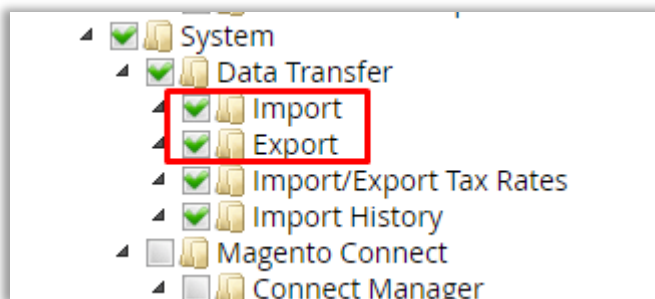 System
Data Transfer
Import
Export
Import/Export Tax Rates
Import History
Magento Connect
Connect Manager